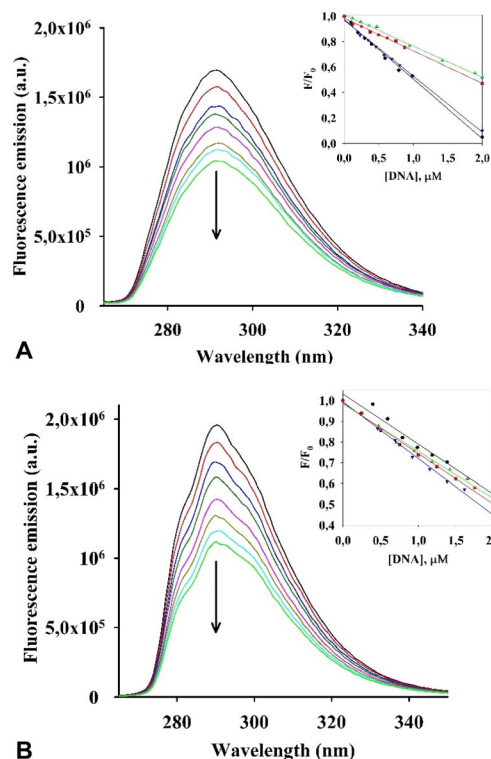 A
Fluorescence emission (a.u.)
2,0x10⁶
1,5x10⁶
10⁶
5,0x10⁵
0
280 300 320 340
Wavelength (nm)
F/F₀
1,0
0,8
0,6
0,4
0,2
0,0
0,0 0,5 1,0 1,5 2,0
[DNA], µM
B
Fluorescence emission (a.u.)
2,0x10⁶
1,5x10⁶
10⁶
5,0x10⁵
0
280 300 320 340
Wavelength (nm)
F/F₀
1,0
0,9
0,8
0,7
0,6
0,5
0,4
0,0 0,5 1,0 1,5 2
[DNA], µM